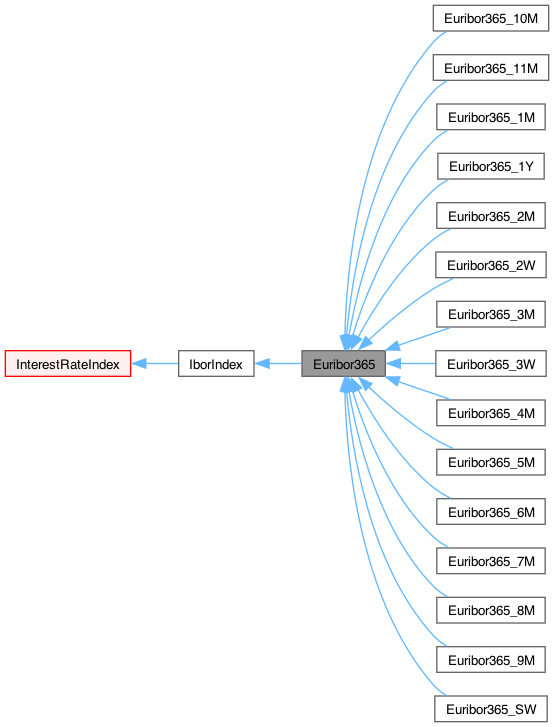 Euribor365_10M
Euribor365_11M
Euribor365_1M
Euribor365_1Y
Euribor365_2M
Euribor365_2W
Euribor365_3M
InterestRateIndex
IborIndex
Euribor365
Euribor365_3W
Euribor365_4M
Euribor365_5M
Euribor365_6M
Euribor365_7M
Euribor365_8M
Euribor365_9M
Euribor365_SW